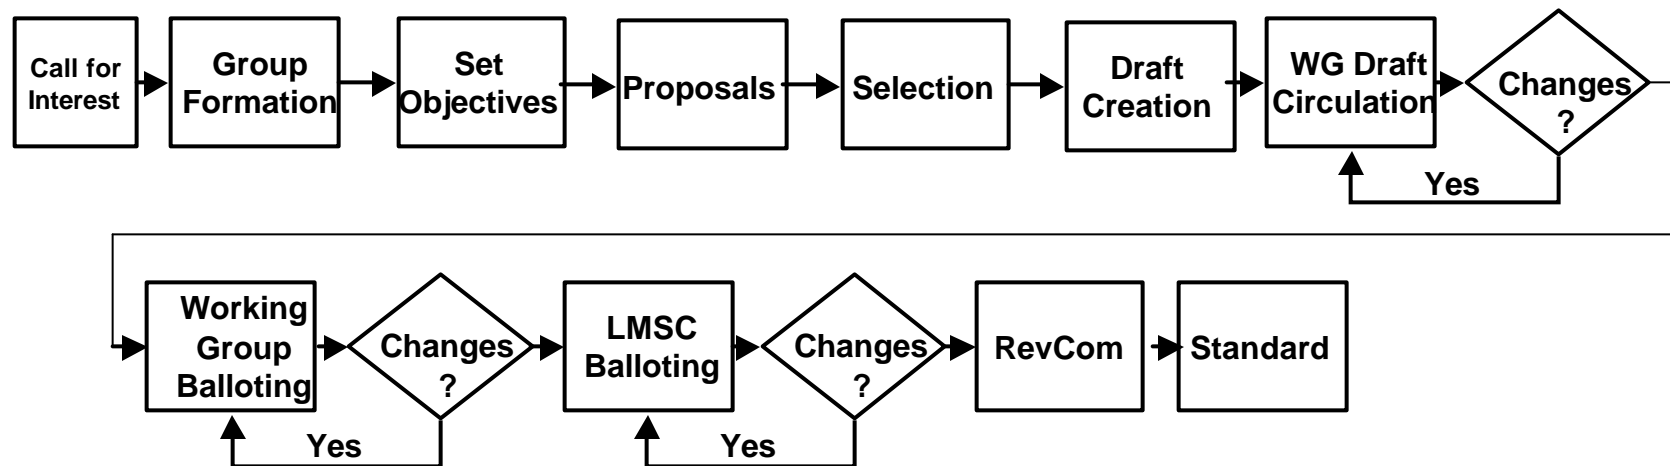 Call for
Interest
Group
Formation
Set
Objectives
Proposals
Selection
Draft
Creation
WG Draft
Circulation
Changes
?
Yes
Working
Group
Balloting
Changes
?
Yes
LMSC
Balloting
Changes
?
Yes
RevCom
Standard